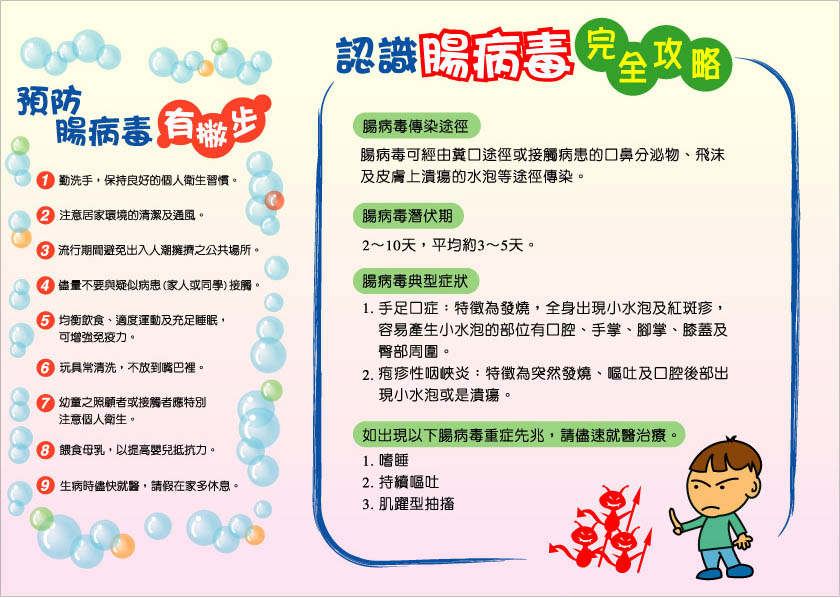 預防
腸病毒 有撇步
1 勤洗手，保持良好的個人衛生習慣。
2 注意居家環境的清潔及通風。
3 流行期間避免出入人潮擁擠之公共場所。
4 儘量不要與疑似病患(家人或同學)接觸。
5 均衡飲食、適度運動及充足睡眠，
可增強免疫力。
6 玩具常清洗，不放到嘴巴裡。
7 幼童之照顧者或接觸者應特別
注意個人衛生。
8 餵食母乳，以提高嬰兒抵抗力。
9 生病時儘快就醫，請假在家多休息。
認識腸病毒完全攻略
腸病毒傳染途徑
腸病毒可經由糞口途徑或接觸病患的口鼻分泌物、飛沫
及皮膚上潰瘍的水泡等途徑傳染。
腸病毒潛伏期
2～10天，平均約3～5天。
腸病毒典型症狀
1. 手足口症：特徵為發燒，全身出現小水泡及紅斑疹，
容易產生小水泡的部位有口腔、手掌、腳掌、膝蓋及
臀部周圍。
2. 疱疹性咽峽炎：特徵為突然發燒、嘔吐及口腔後部出
現小水泡或是潰瘍。
如出現以下腸病毒重症先兆，請儘速就醫治療。
1. 嗜睡
2. 持續嘔吐
3. 肌躍型抽搐